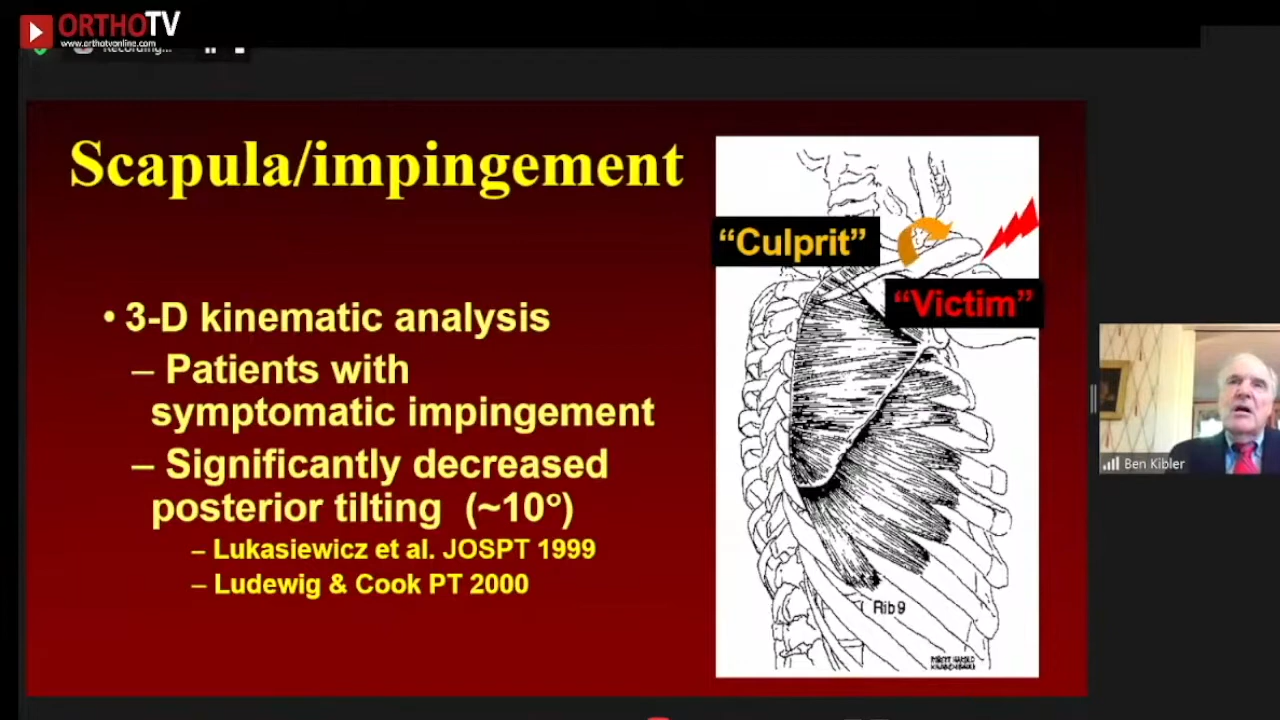 ORTHOTV
www.orthotvonline.com
Recording...
Scapula/impingement
"Culprit"
"Victim"
• 3-D kinematic analysis
– Patients with
symptomatic impingement
– Significantly decreased
posterior tilting (~10°)
– Lukasiewicz et al. JOSPT 1999
– Ludewig & Cook PT 2000
Rib 9
Ben Kibler